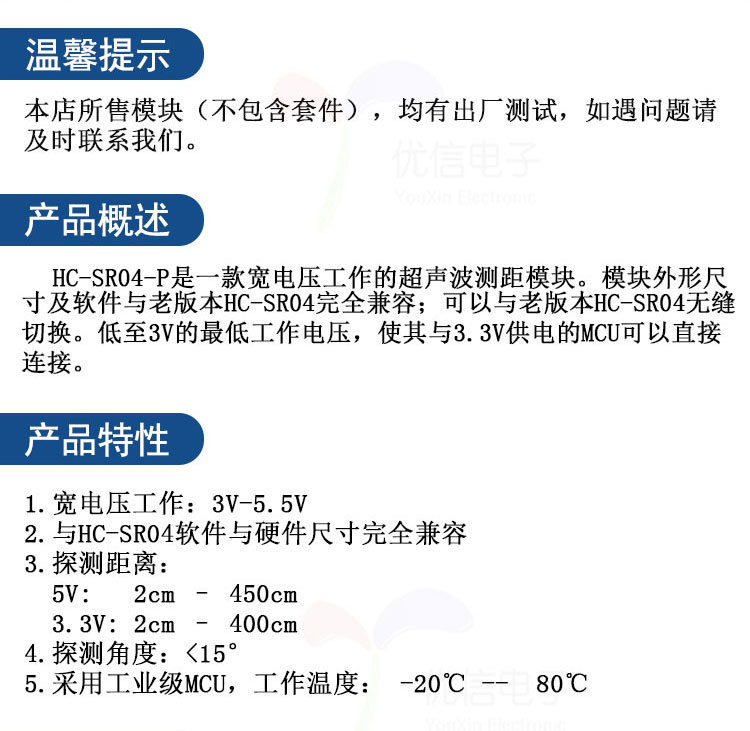 温馨提示
本店所售模块（不包含套件），均有出厂测试，如遇问题请
及时联系我们。
优信电子
YouXin Electronic
产品概述
HC-SR04-P是一款宽电压工作的超声波测距模块。模块外形尺
寸及软件与老版本HC-SR04完全兼容；可以与老版本HC-SR04无缝
切换。低至3V的最低工作电压，使其与3.3V供电的MCU可以直接
连接。
产品特性
1.宽电压工作：3V-5.5V
2.与HC-SR04软件与硬件尺寸完全兼容
3.探测距离：
5V: 2cm - 450cm
3.3V: 2cm - 400cm
4.探测角度：<15°
5.采用工业级MCU，工作温度： -20℃ -- 80℃
优信电子
YouXin Electronic